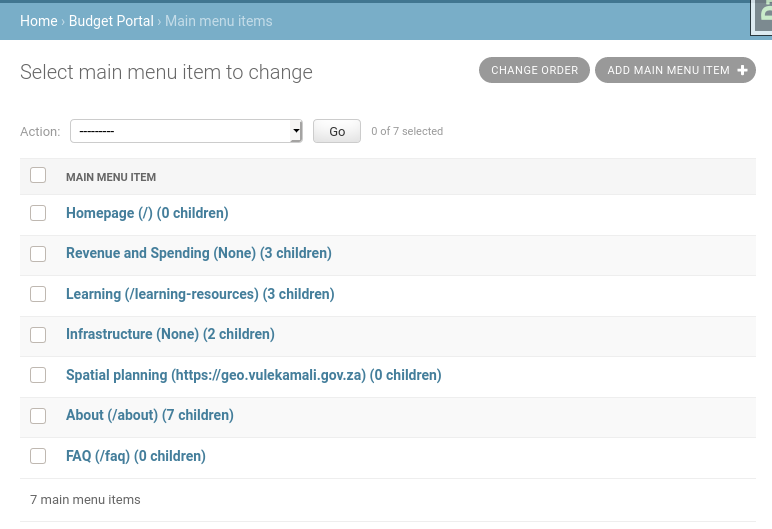 Home › Budget Portal › Main menu items
Select main menu item to change
CHANGE ORDER
ADD MAIN MENU ITEM +
Action: --------- Go 0 of 7 selected
MAIN MENU ITEM
Homepage (/) (0 children)
Revenue and Spending (None) (3 children)
Learning (/learning-resources) (3 children)
Infrastructure (None) (2 children)
Spatial planning (https://geo.vulekamali.gov.za) (0 children)
About (/about) (7 children)
FAQ (/faq) (0 children)
7 main menu items